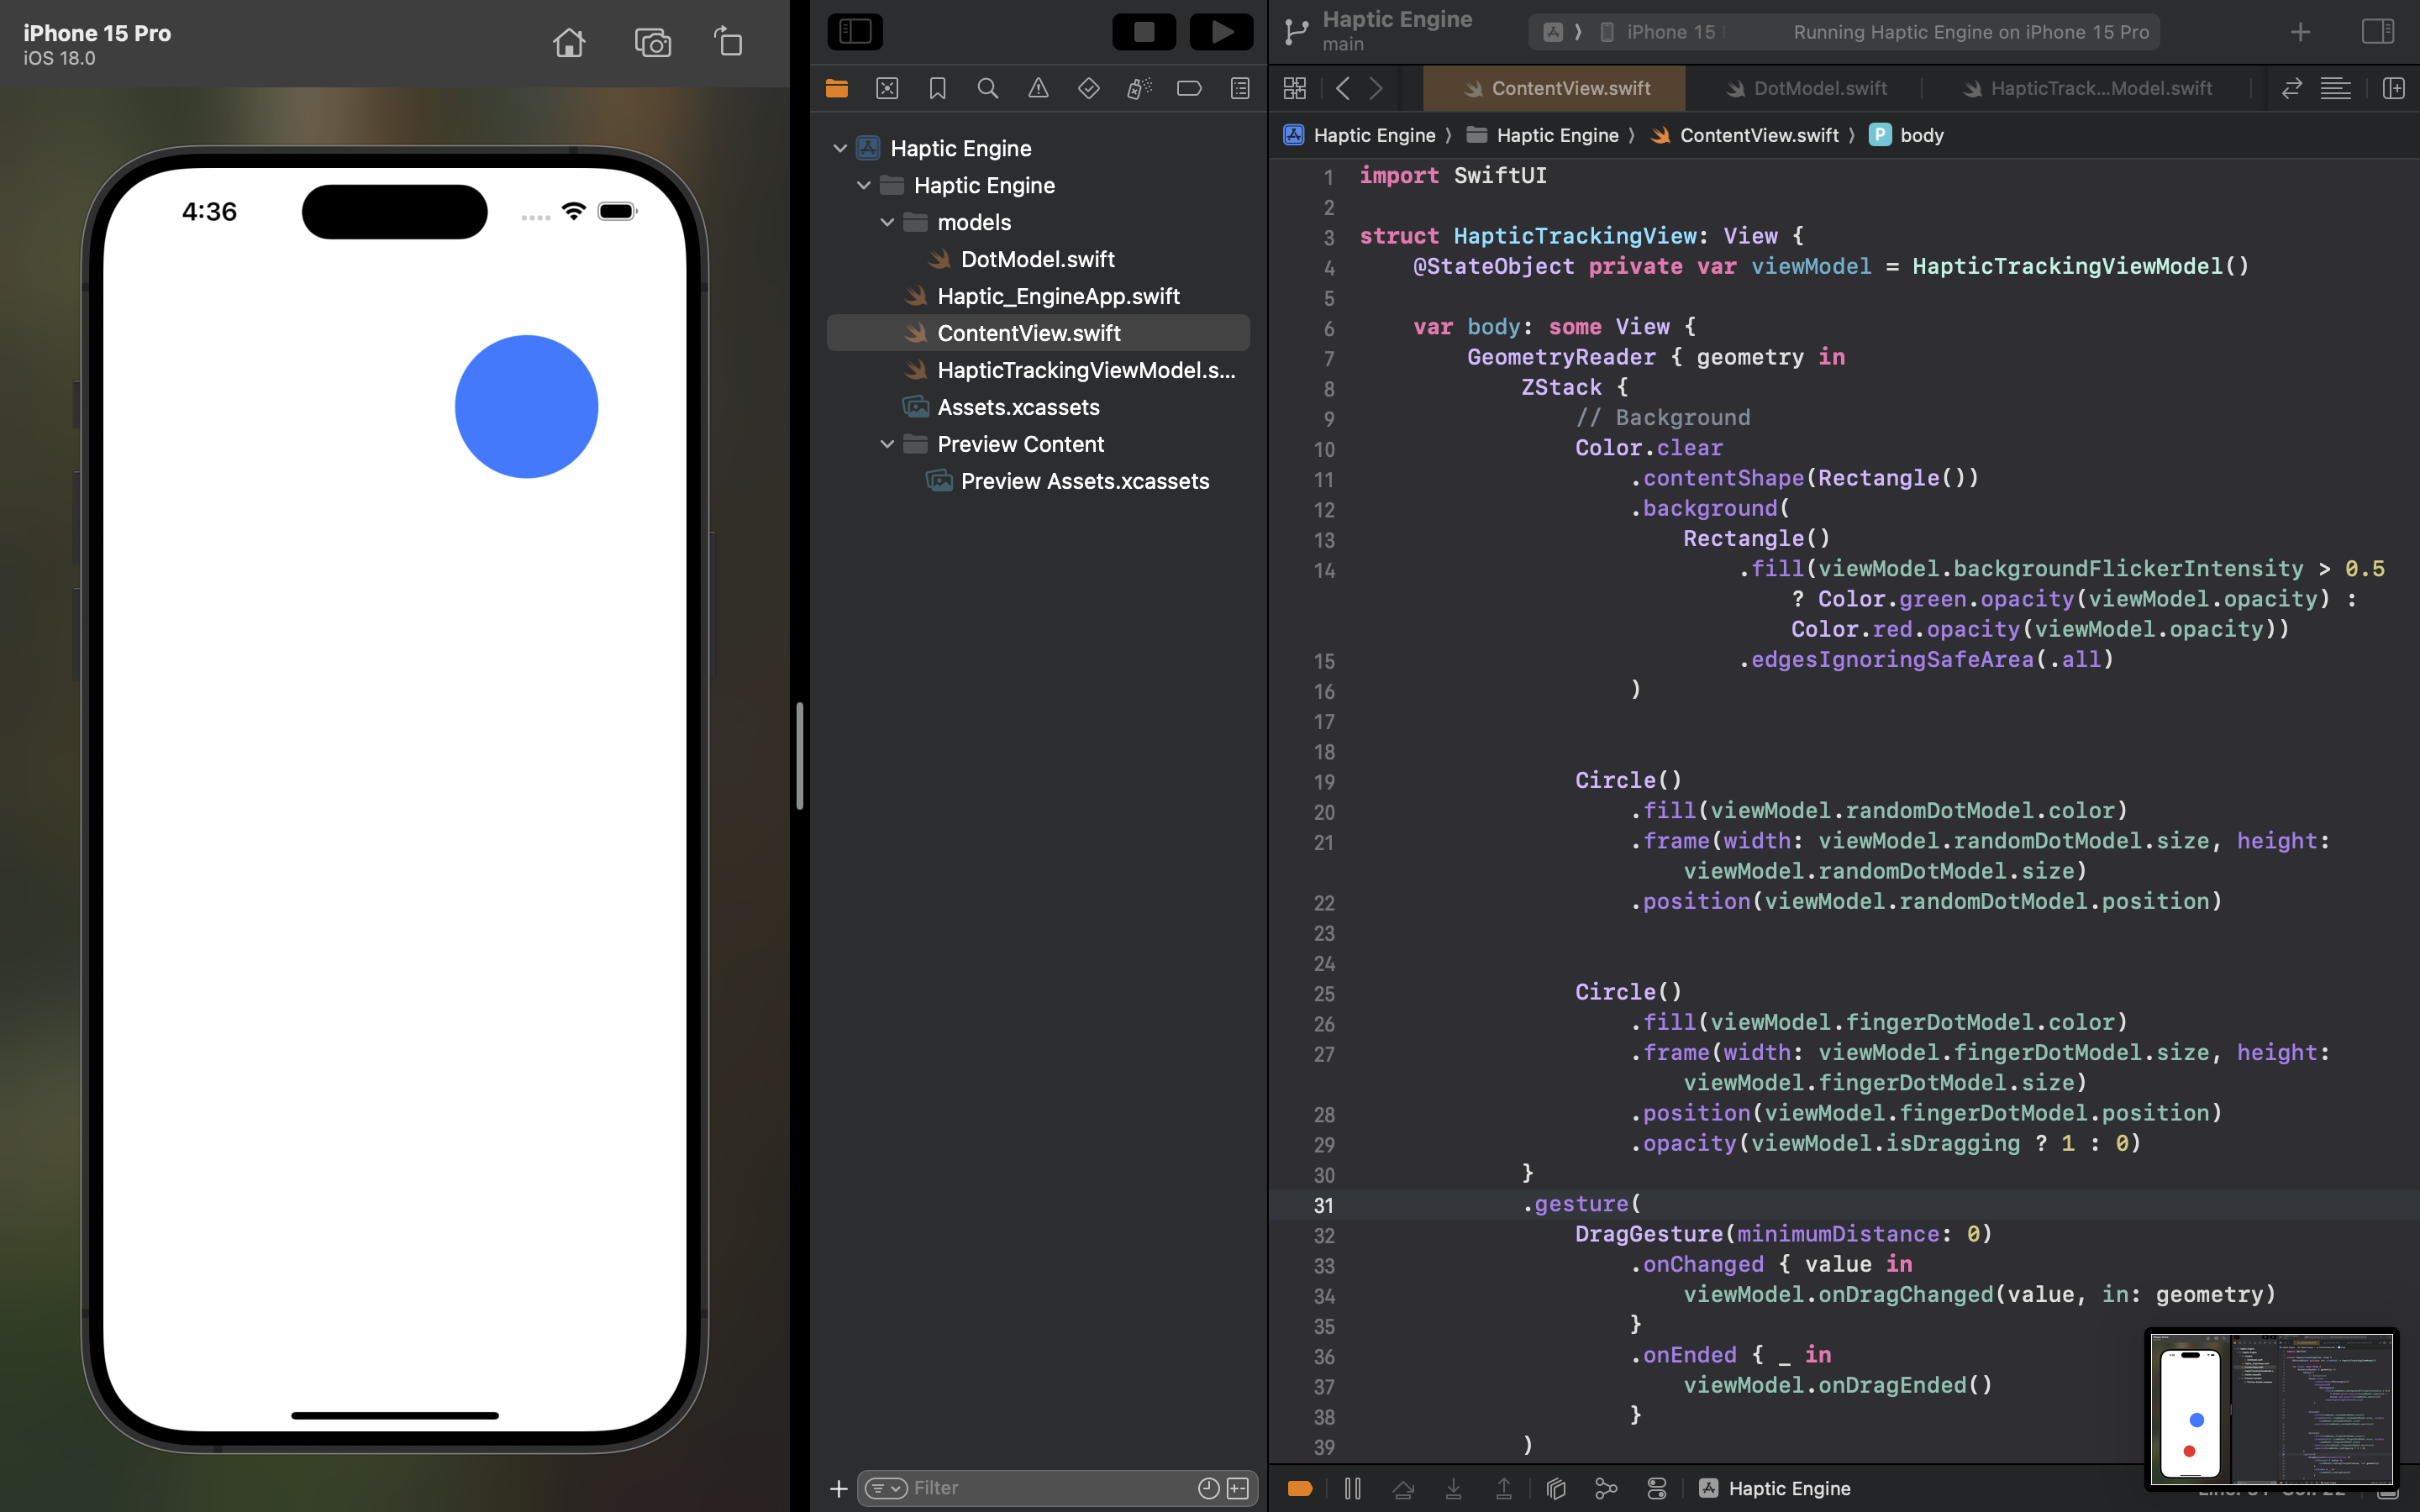 iPhone 15 Pro
iOS 18.0
4:36
Haptic Engine
main
iPhone 15
Running Haptic Engine on iPhone 15 Pro
ContentView.swift
DotModel.swift
HapticTrack...Model.swift
Haptic Engine
Haptic Engine
ContentView.swift
P body
Haptic Engine
Haptic Engine
models
DotModel.swift
Haptic_EngineApp.swift
ContentView.swift
HapticTrackingViewModel.s...
Assets.xcassets
Preview Content
Preview Assets.xcassets
Filter
1 import SwiftUI
2
3 struct HapticTrackingView: View {
4 @StateObject private var viewModel = HapticTrackingViewModel()
5
6 var body: some View {
7 GeometryReader { geometry in
8 ZStack {
9 // Background
10 Color.clear
11 .contentShape(Rectangle())
12 .background(
13 Rectangle()
14 .fill(viewModel.backgroundFlickerIntensity > 0.5
? Color.green.opacity(viewModel.opacity) :
Color.red.opacity(viewModel.opacity))
15 .edgesIgnoringSafeArea(.all)
16 )
17
18
19 Circle()
20 .fill(viewModel.randomDotModel.color)
21 .frame(width: viewModel.randomDotModel.size, height:
viewModel.randomDotModel.size)
22 .position(viewModel.randomDotModel.position)
23
24
25 Circle()
26 .fill(viewModel.fingerDotModel.color)
27 .frame(width: viewModel.fingerDotModel.size, height:
viewModel.fingerDotModel.size)
28 .position(viewModel.fingerDotModel.position)
29 .opacity(viewModel.isDragging ? 1 : 0)
30 }
31 .gesture(
32 DragGesture(minimumDistance: 0)
33 .onChanged { value in
34 viewModel.onDragChanged(value, in: geometry)
35 }
36 .onEnded { _ in
37 viewModel.onDragEnded()
38 }
39 )
Haptic Engine